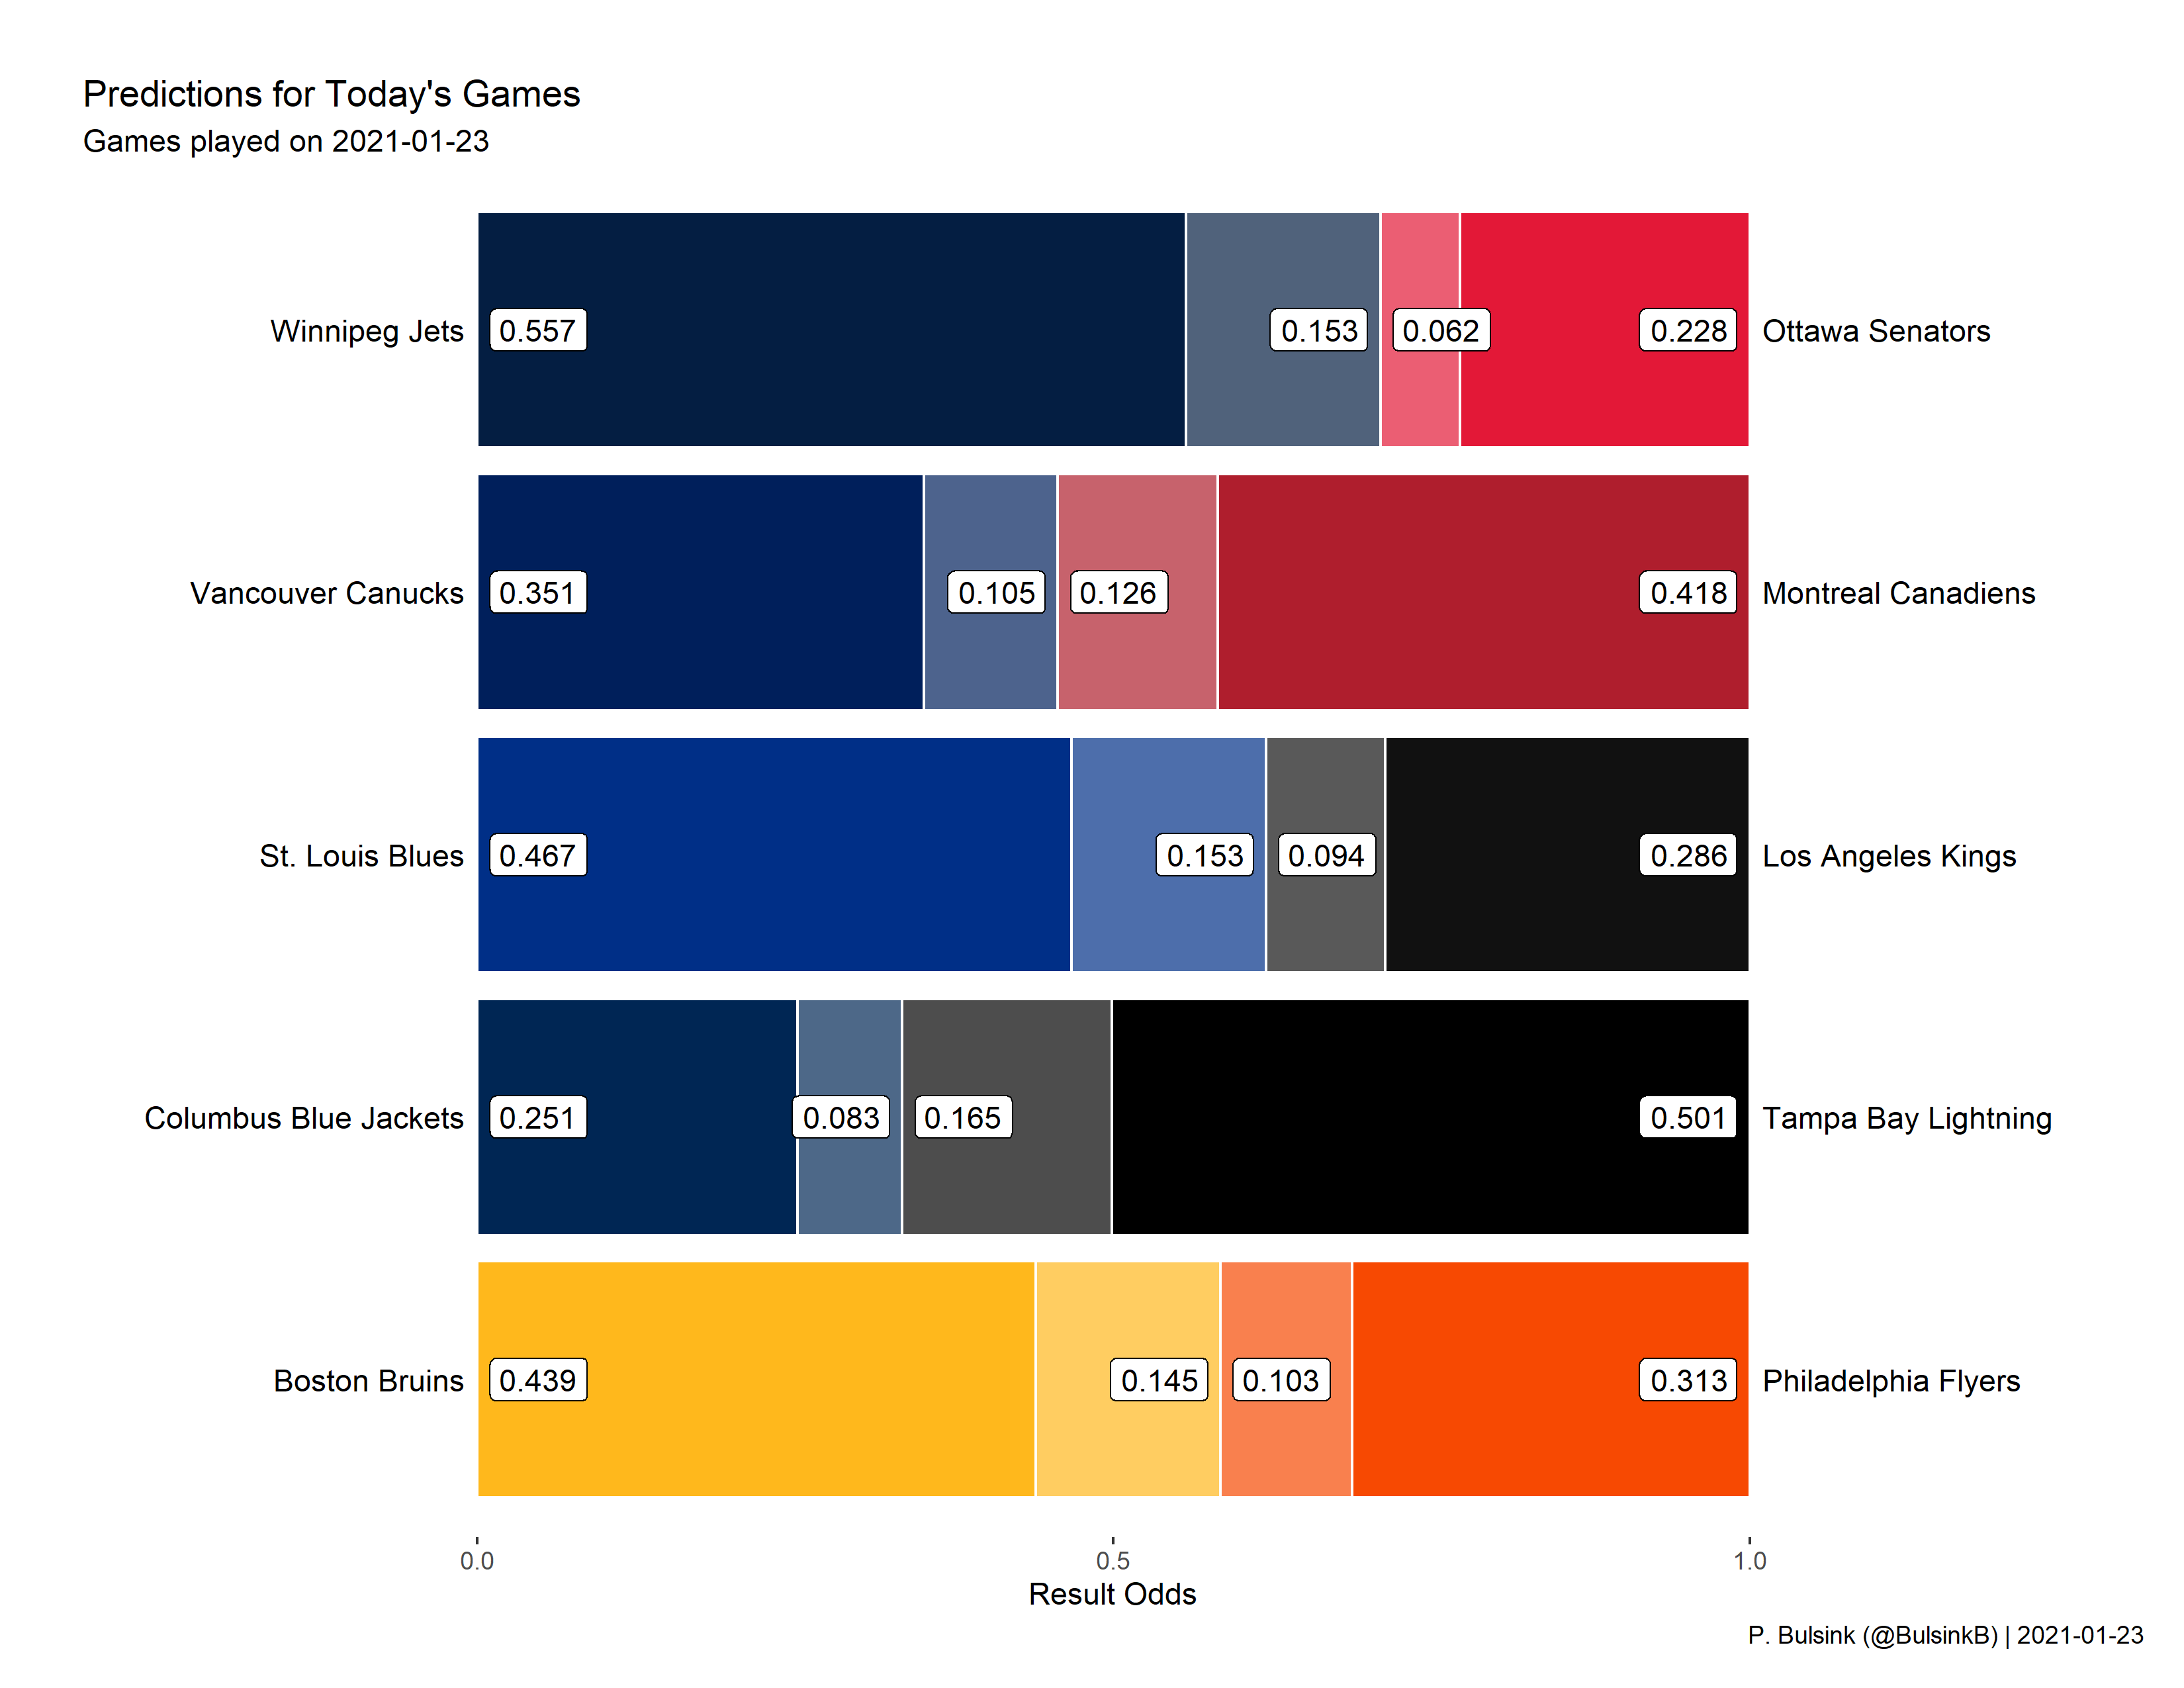 Predictions for Today's Games
Games played on 2021-01-23
Winnipeg Jets 0.557 0.153 0.062 0.228 Ottawa Senators
Vancouver Canucks 0.351 0.105 0.126 0.418 Montreal Canadiens
St. Louis Blues 0.467 0.153 0.094 0.286 Los Angeles Kings
Columbus Blue Jackets 0.251 0.083 0.165 0.501 Tampa Bay Lightning
Boston Bruins 0.439 0.145 0.103 0.313 Philadelphia Flyers
0.0 0.5 1.0
Result Odds
P. Bulsink (@BulsinkB) | 2021-01-23